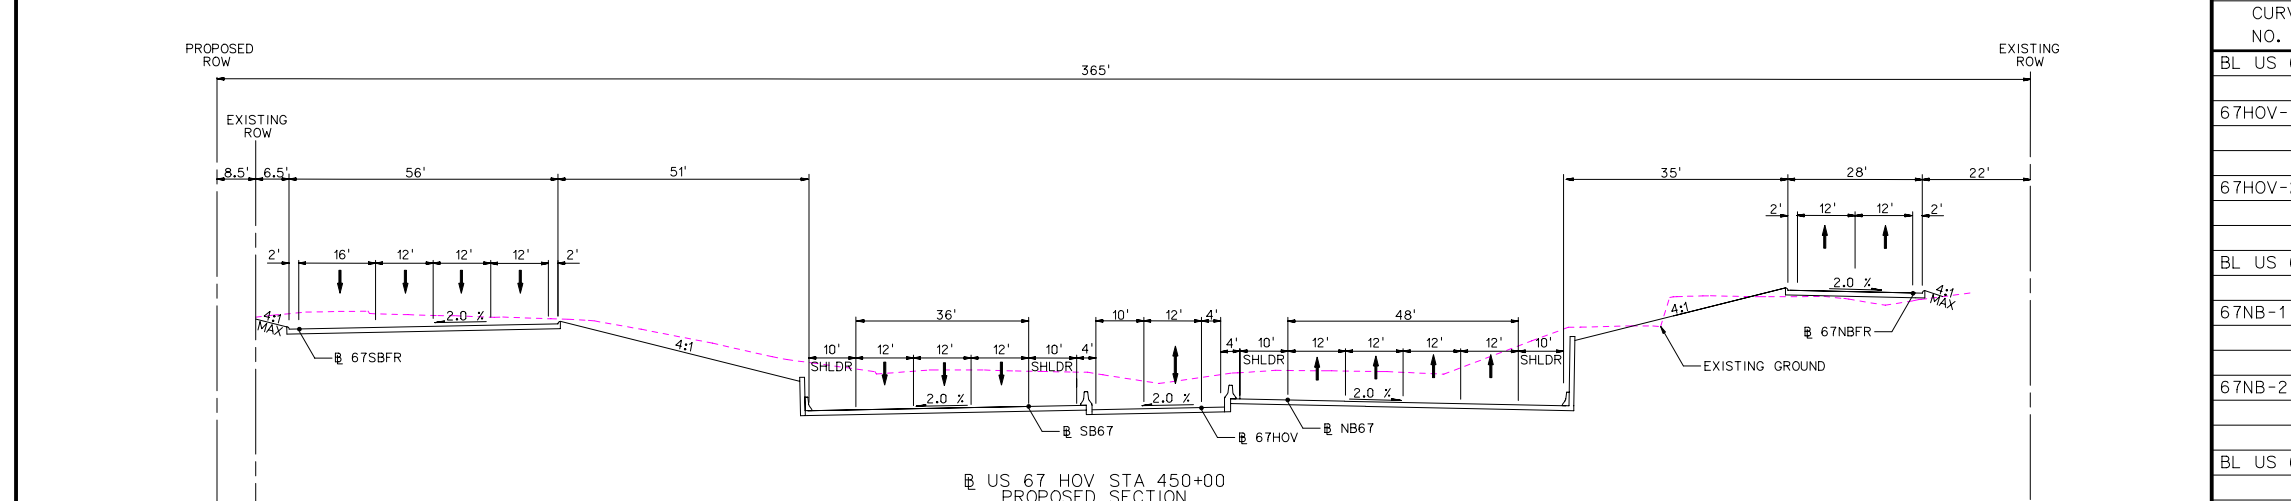 PROPOSED
ROW
EXISTING
ROW
365'
EXISTING
ROW
8.5' 6.5' 56' 51' 35' 28' 22'
2' 12' 12' 2'
2' 16' 12' 12' 12' 2'
4:1
MAX
2.0 %
℄ 67SBFR
4:1
36' 10' 12' 4' 48'
10' 12' 12' 12' 10' 4' 4' 10' 12' 12' 12' 12' 10'
SHLDR SHLDR SHLDR SHLDR
2.0 % 2.0 % 2.0 %
℄ SB67 ℄ 67HOV ℄ NB67
4:1
2.0 %
4:1
MAX
℄ 67NBFR
EXISTING GROUND
℄ US 67 HOV STA 450+00
PROPOSED SECTION
CURV
NO.
BL US 6
67HOV-
67HOV-2
BL US 6
67NB-1
67NB-2
BL US 6